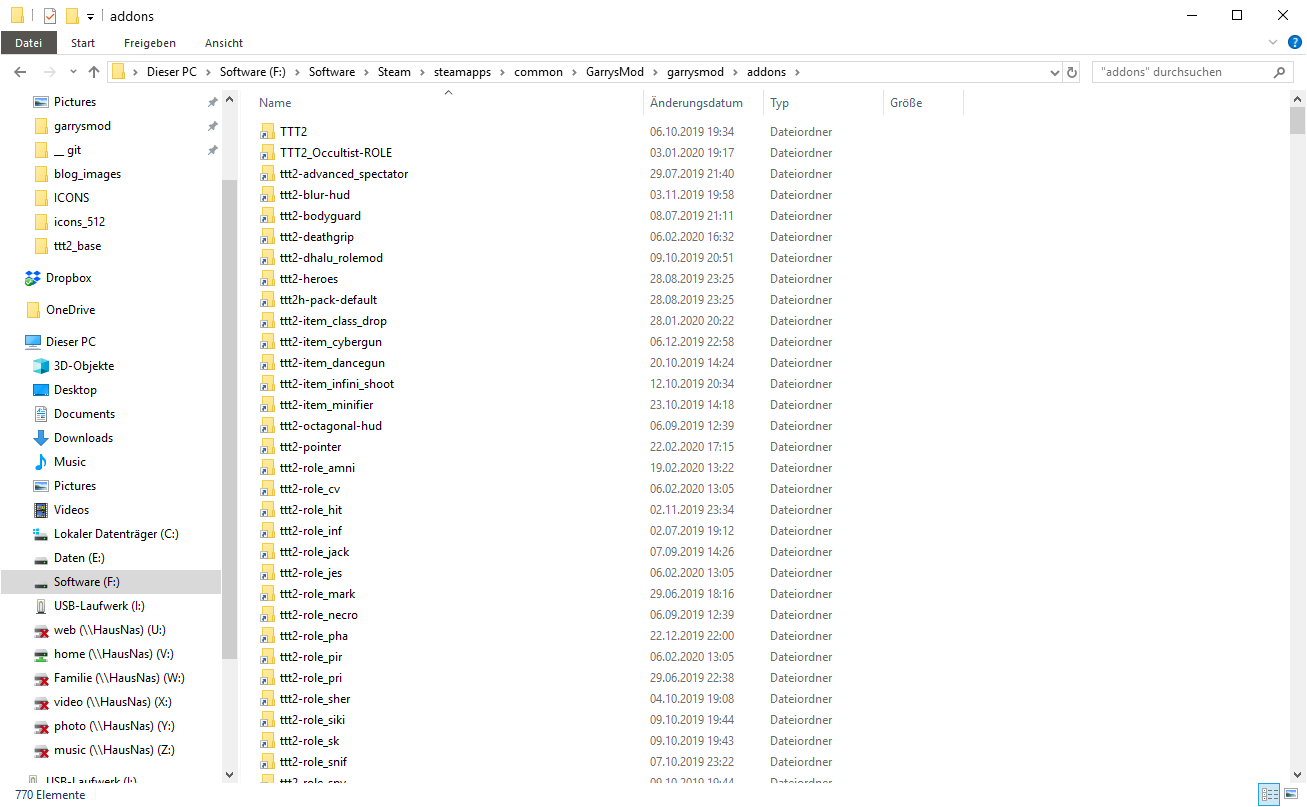 addons
Datei Start Freigeben Ansicht
Dieser PC Software (F:) Software Steam steamapps common GarrysMod garrysmod addons "addons" durchsuchen
Pictures
garrysmod
__ git
blog_images
ICONS
icons_512
ttt2_base
Dropbox
OneDrive
Dieser PC
3D-Objekte
Desktop
Documents
Downloads
Music
Pictures
Videos
Lokaler Datenträger (C:)
Daten (E:)
Software (F:)
USB-Laufwerk (I:)
web (\\HausNas) (U:)
home (\\HausNas) (V:)
Familie (\\HausNas) (W:)
video (\\HausNas) (X:)
photo (\\HausNas) (Y:)
music (\\HausNas) (Z:)
USB-Laufwerk (I:)
Name Änderungsdatum Typ Größe
TTT2 06.10.2019 19:34 Dateiordner
TTT2_Occultist-ROLE 03.01.2020 19:17 Dateiordner
ttt2-advanced_spectator 29.07.2019 21:40 Dateiordner
ttt2-blur-hud 03.11.2019 19:58 Dateiordner
ttt2-bodyguard 08.07.2019 21:11 Dateiordner
ttt2-deathgrip 06.02.2020 16:32 Dateiordner
ttt2-dhalu_rolemod 09.10.2019 20:51 Dateiordner
ttt2-heroes 28.08.2019 23:25 Dateiordner
ttt2h-pack-default 28.08.2019 23:25 Dateiordner
ttt2-item_class_drop 28.01.2020 20:22 Dateiordner
ttt2-item_cybergun 06.12.2019 22:58 Dateiordner
ttt2-item_dancegun 20.10.2019 14:24 Dateiordner
ttt2-item_infini_shoot 12.10.2019 20:34 Dateiordner
ttt2-item_minifier 23.10.2019 14:18 Dateiordner
ttt2-octagonal-hud 06.09.2019 12:39 Dateiordner
ttt2-pointer 22.02.2020 17:15 Dateiordner
ttt2-role_amni 19.02.2020 13:22 Dateiordner
ttt2-role_cv 06.02.2020 13:05 Dateiordner
ttt2-role_hit 02.11.2019 23:34 Dateiordner
ttt2-role_inf 02.07.2019 19:12 Dateiordner
ttt2-role_jack 07.09.2019 14:26 Dateiordner
ttt2-role_jes 06.02.2020 13:05 Dateiordner
ttt2-role_mark 29.06.2019 18:16 Dateiordner
ttt2-role_necro 06.09.2019 12:39 Dateiordner
ttt2-role_pha 22.12.2019 22:00 Dateiordner
ttt2-role_pir 06.02.2020 13:05 Dateiordner
ttt2-role_pri 29.06.2019 22:38 Dateiordner
ttt2-role_sher 04.10.2019 19:08 Dateiordner
ttt2-role_siki 09.10.2019 19:44 Dateiordner
ttt2-role_sk 09.10.2019 19:43 Dateiordner
ttt2-role_snif 07.10.2019 23:22 Dateiordner
ttt2-role_spy 09.10.2019 19:44 Dateiordner
770 Elemente